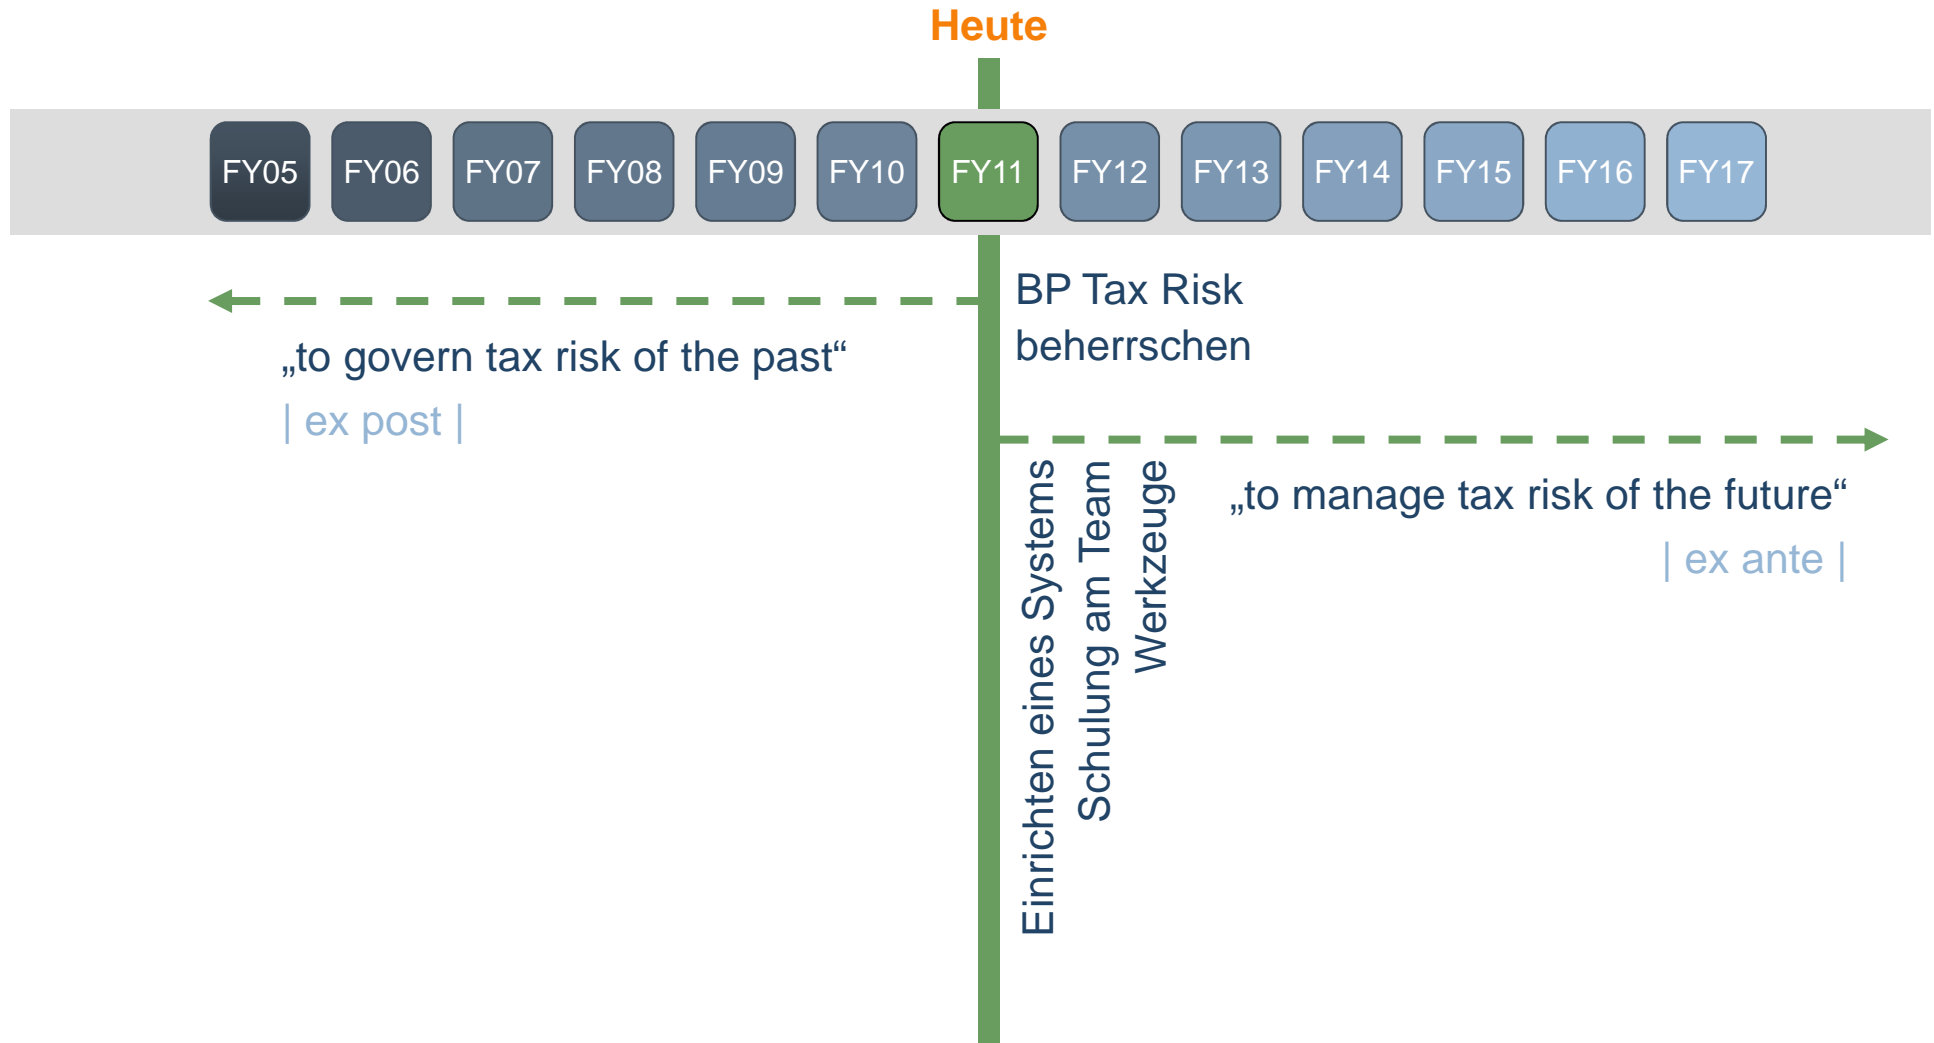 Heute
FY05 FY06 FY07 FY08 FY09 FY10 FY11 FY12 FY13 FY14 FY15 FY16 FY17
BP Tax Risk
beherrschen
„to govern tax risk of the past“
| ex post |
Einrichten eines Systems
Schulung am Team
Werkzeuge
„to manage tax risk of the future“
| ex ante |